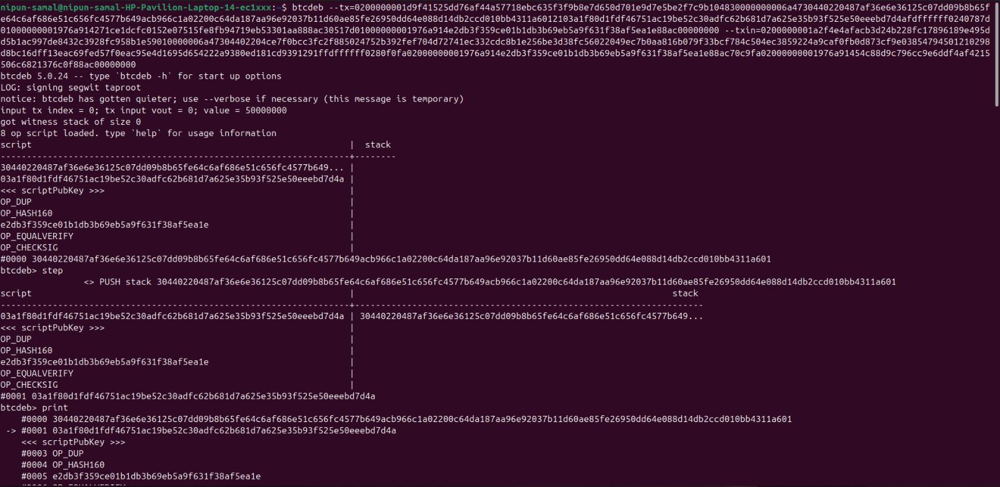 nipun-samal@nipun-samal-HP-Pavilion-Laptop-14-ec1xxx:~$ btcdeb --tx=0200000001d9f41525dd76af44a57718ebc635f3f9b8e7d650d701e9d7e5be2f7c9b104830000000006a4730440220487af36e6e36125c07dd09b8b65f
e64c6af686e51c656fc4577b649acb966c1a02200c64da187aa96e92037b11d60ae85fe26950dd64e088d14db2ccd010bb4311a6012103a1f80d1fdf46751ac19be52c30adfc62b681d7a625e35b93f525e50eeebd7d4afdffffff0240787d
01000000001976a914271ce1dcfc0152e07515fe8fb94719eb53301aa888ac30517d01000000001976a914e2db3f359ce01b1db3b69eb5a9f631f38af5ea1e88ac00000000 --txin=0200000001a2f4e4afacb3d24b228fc17896189e495d
d5b1ac997de8432c3928fc958b1e59010000006a47304402204ce7f0bcc3fc2f885024752b392fef704d72741ec332cdc8b1e256be3d38fc56022049ec7b0aa816b079f33bcf784c504ec3859224a9caf0fb0d873cf9e03854794501210298
d8bc16dff13eac69fed57f0eac95e4d1695d654222a9380ed181cd9391291ffdffffff0280f0fa02000000001976a914e2db3f359ce01b1db3b69eb5a9f631f38af5ea1e88ac70c9fa02000000001976a91454c88d9c796cc9e6ddf4af4215
506c6821376c0f88ac00000000
btcdeb 5.0.24 -- type `btcdeb -h` for start up options
LOG: signing segwit taproot
notice: btcdeb has gotten quieter; use --verbose if necessary (this message is temporary)
input tx index = 0; tx input vout = 0; value = 50000000
got witness stack of size 0
8 op script loaded. type `help` for usage information
script | stack
-------------------------------------------------------------------+--------
30440220487af36e6e36125c07dd09b8b65fe64c6af686e51c656fc4577b649... |
03a1f80d1fdf46751ac19be52c30adfc62b681d7a625e35b93f525e50eeebd7d4a |
<<< scriptPubKey >>> |
OP_DUP |
OP_HASH160 |
e2db3f359ce01b1db3b69eb5a9f631f38af5ea1e |
OP_EQUALVERIFY |
OP_CHECKSIG |
#0000 30440220487af36e6e36125c07dd09b8b65fe64c6af686e51c656fc4577b649acb966c1a02200c64da187aa96e92037b11d60ae85fe26950dd64e088d14db2ccd010bb4311a601
btcdeb> step
<> PUSH stack 30440220487af36e6e36125c07dd09b8b65fe64c6af686e51c656fc4577b649acb966c1a02200c64da187aa96e92037b11d60ae85fe26950dd64e088d14db2ccd010bb4311a601
script | stack
-------------------------------------------------------------------+-------------------------------------------------------------------
03a1f80d1fdf46751ac19be52c30adfc62b681d7a625e35b93f525e50eeebd7d4a | 30440220487af36e6e36125c07dd09b8b65fe64c6af686e51c656fc4577b649...
<<< scriptPubKey >>> |
OP_DUP |
OP_HASH160 |
e2db3f359ce01b1db3b69eb5a9f631f38af5ea1e |
OP_EQUALVERIFY |
OP_CHECKSIG |
#0001 03a1f80d1fdf46751ac19be52c30adfc62b681d7a625e35b93f525e50eeebd7d4a
btcdeb> print
#0000 30440220487af36e6e36125c07dd09b8b65fe64c6af686e51c656fc4577b649acb966c1a02200c64da187aa96e92037b11d60ae85fe26950dd64e088d14db2ccd010bb4311a601
-> #0001 03a1f80d1fdf46751ac19be52c30adfc62b681d7a625e35b93f525e50eeebd7d4a
<<< scriptPubKey >>>
#0003 OP_DUP
#0004 OP_HASH160
#0005 e2db3f359ce01b1db3b69eb5a9f631f38af5ea1e